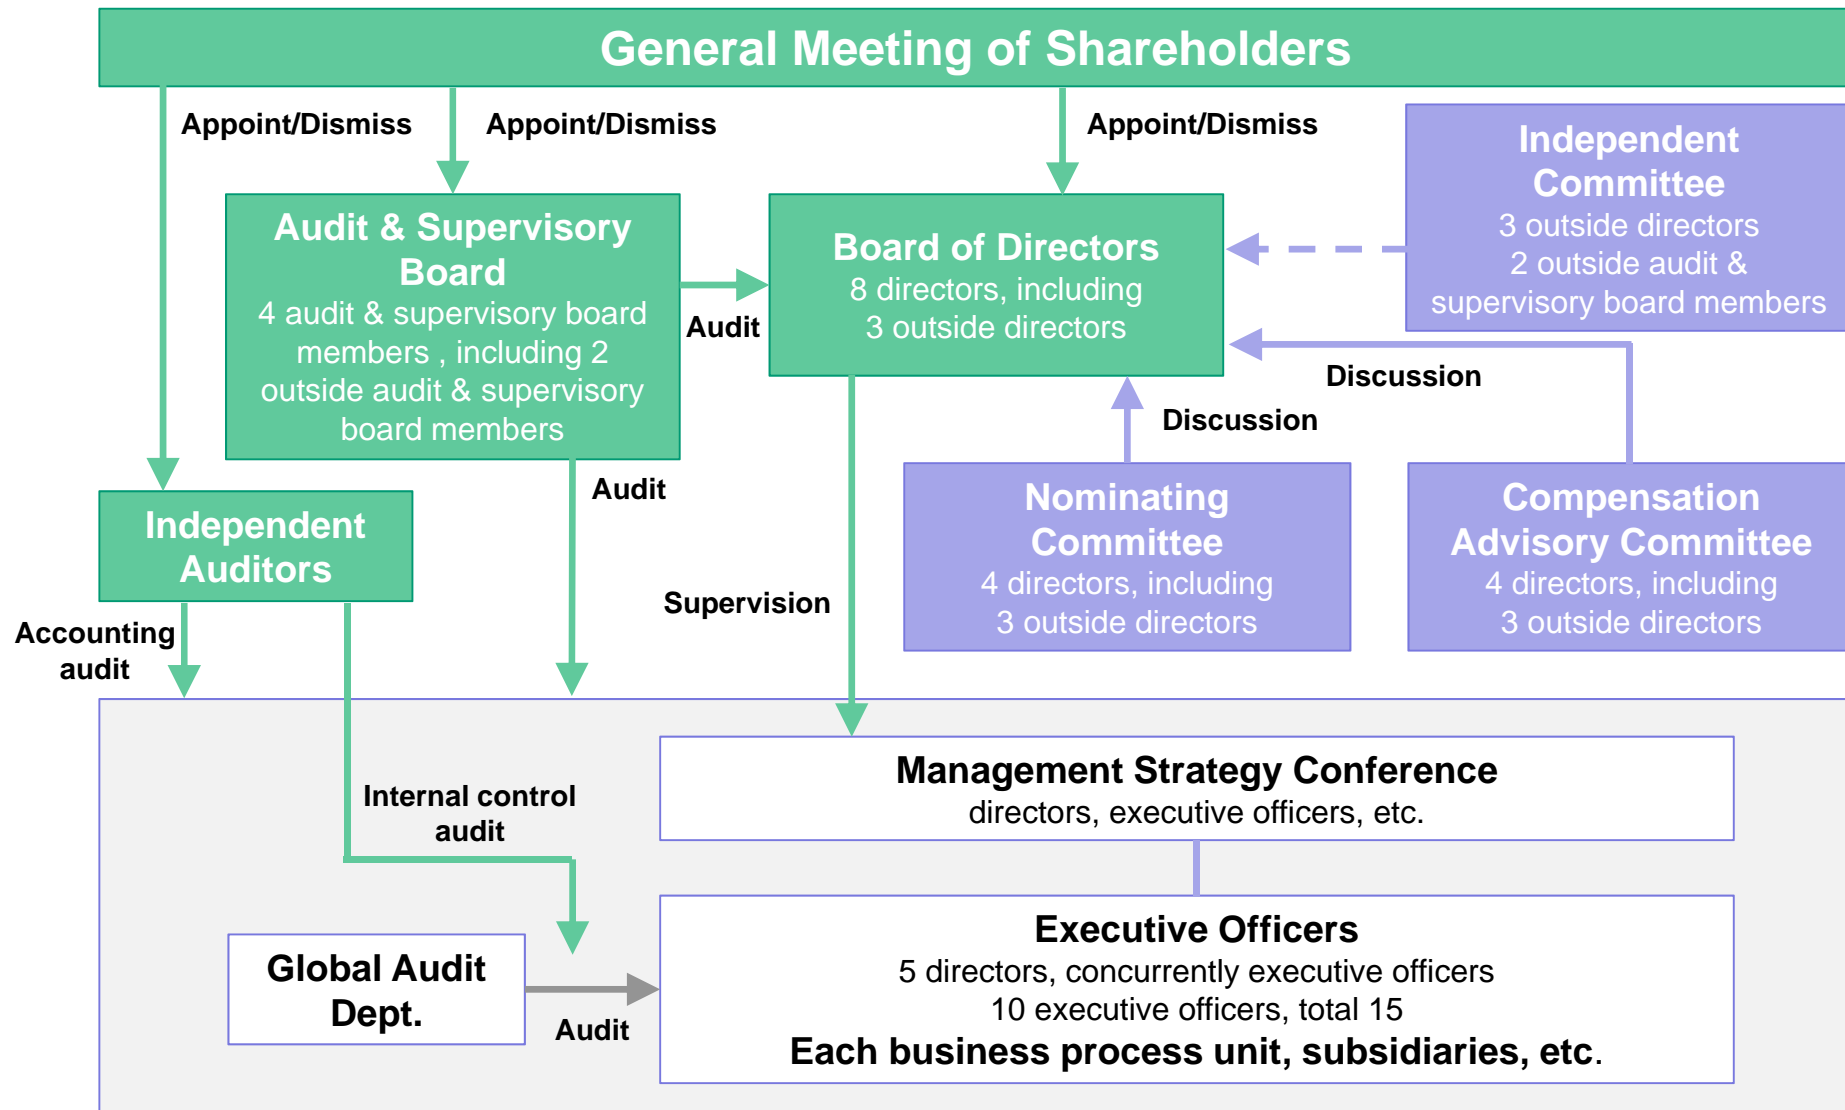 General Meeting of Shareholders
Appoint/Dismiss
Appoint/Dismiss
Appoint/Dismiss
Independent
Committee
3 outside directors
2 outside audit &
supervisory board members
Audit & Supervisory
Board
4 audit & supervisory board
members , including 2
outside audit & supervisory
board members
Audit
Board of Directors
8 directors, including
3 outside directors
Discussion
Discussion
Audit
Independent
Auditors
Nominating
Committee
4 directors, including
3 outside directors
Compensation
Advisory Committee
4 directors, including
3 outside directors
Supervision
Accounting
audit
Internal control
audit
Management Strategy Conference
directors, executive officers, etc.
Global Audit
Dept.
Audit
Executive Officers
5 directors, concurrently executive officers
10 executive officers, total 15
Each business process unit, subsidiaries, etc.